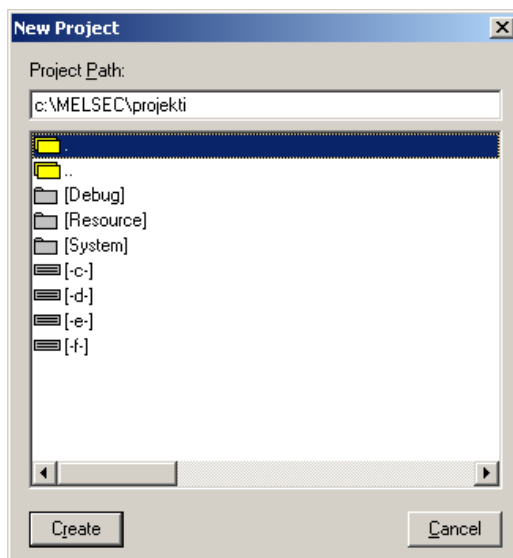 New Project
Project Path:
c:\MELSEC\projekti
.
..
[Debug]
[Resource]
[System]
[-c-]
[-d-]
[-e-]
[-f-]
Create
Cancel